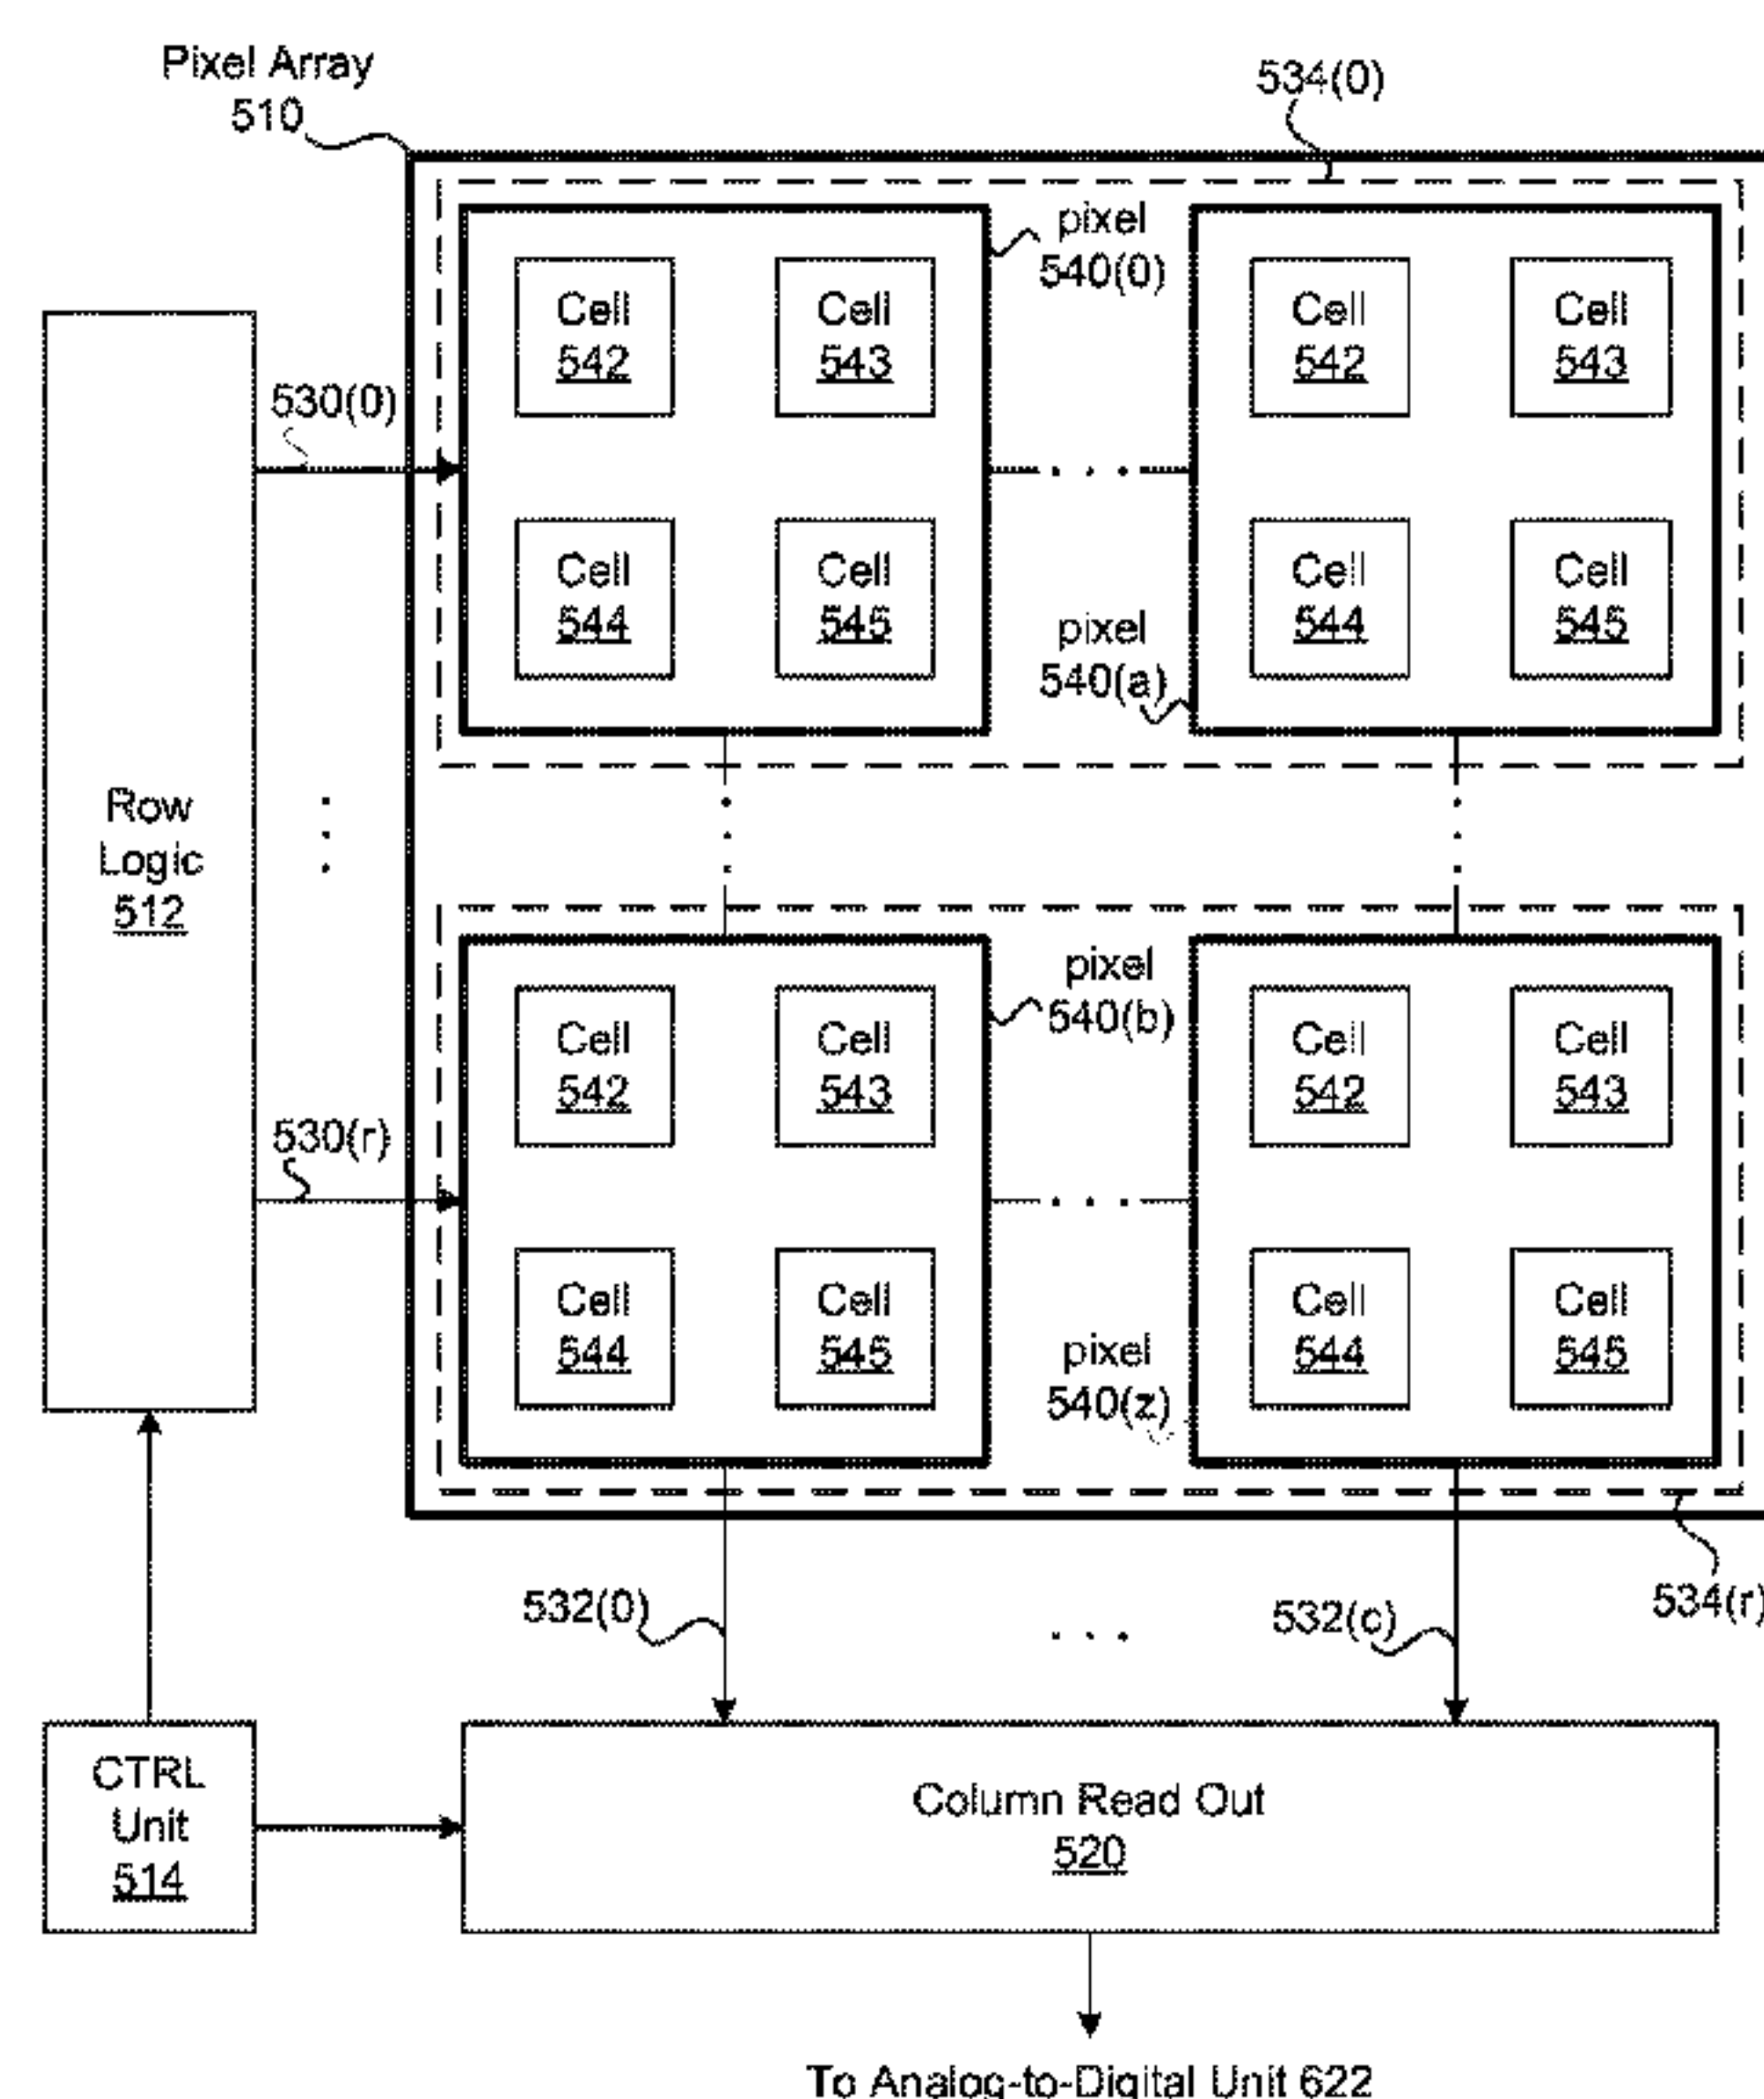 Pixel Array
510
534(0)
pixel
540(0)
Cell
542
Cell
543
Cell
542
Cell
543
530(0)
Cell
544
Cell
545
pixel
540(a)
Cell
544
Cell
545
Row
Logic
512
pixel
540(b)
Cell
542
Cell
543
Cell
542
Cell
543
530(r)
Cell
544
Cell
545
pixel
540(z)
Cell
544
Cell
545
532(0)
532(c)
534(r)
CTRL
Unit
514
Column Read Out
520
To Analog-to-Digital Unit 622